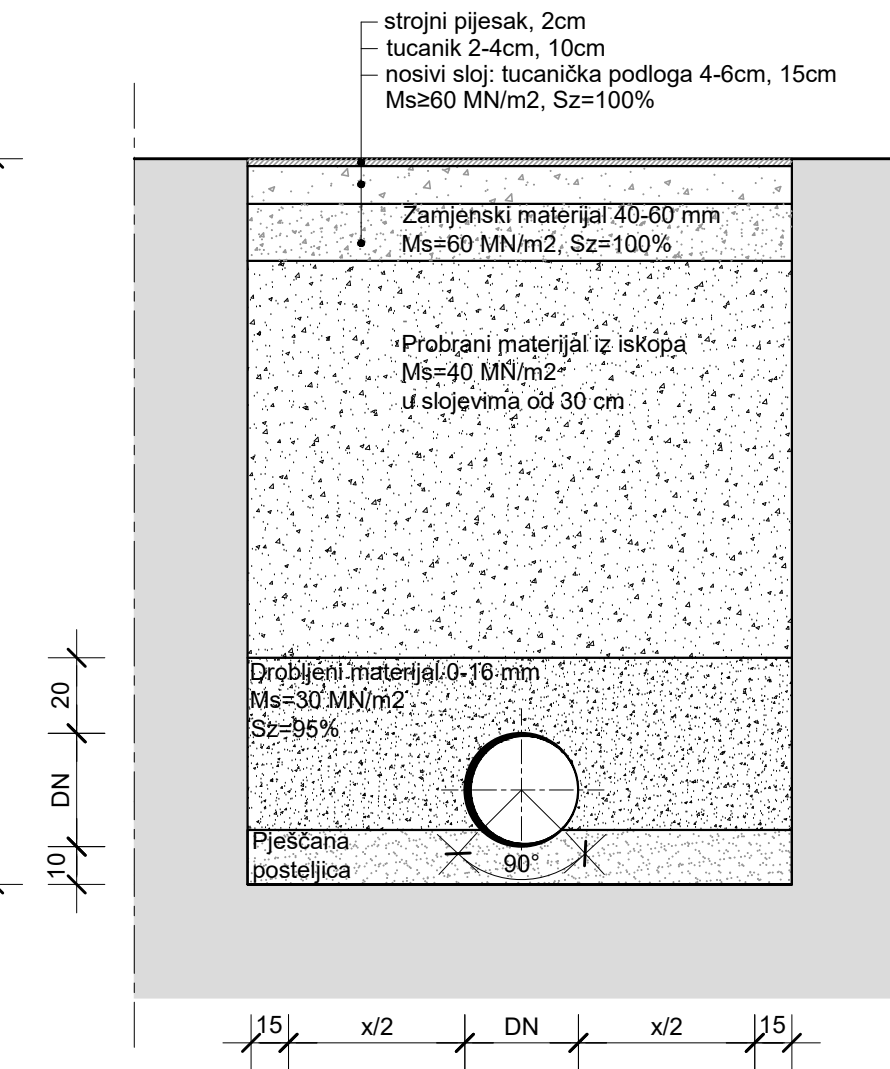 strojni pijesak, 2cm
tucanik 2-4cm, 10cm
nosivi sloj: tucanička podloga 4-6cm, 15cm
Ms≥60 MN/m2, Sz=100%
Zamjenski materijal 40-60 mm
Ms=60 MN/m2, Sz=100%
Probrani materijal iz iskopa
Ms=40 MN/m2
u slojevima od 30 cm
Drobljeni materijal 0-16 mm
Ms=30 MN/m2
Sz=95%
20
DN
10
Pješčana
posteljica
90°
15 x/2 DN x/2 15